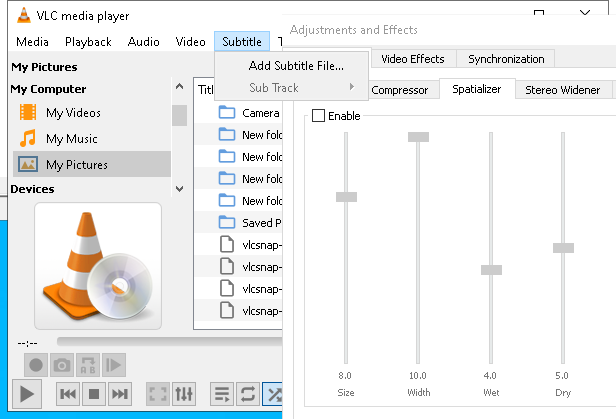 VLC media player
Adjustments and Effects
Media Playback Audio Video Subtitle
Add Subtitle File...
Sub Track
Video Effects Synchronization
Compressor Spatializer Stereo Widener
My Pictures
My Computer
My Videos
My Music
My Pictures
Devices
Camera
New fold
New fold
New fold
New fold
Saved P
vlcsnap-
vlcsnap-
vlcsnap-
vlcsnap-
Enable
8.0 10.0 4.0 5.0
Size Width Wet Dry
--:--